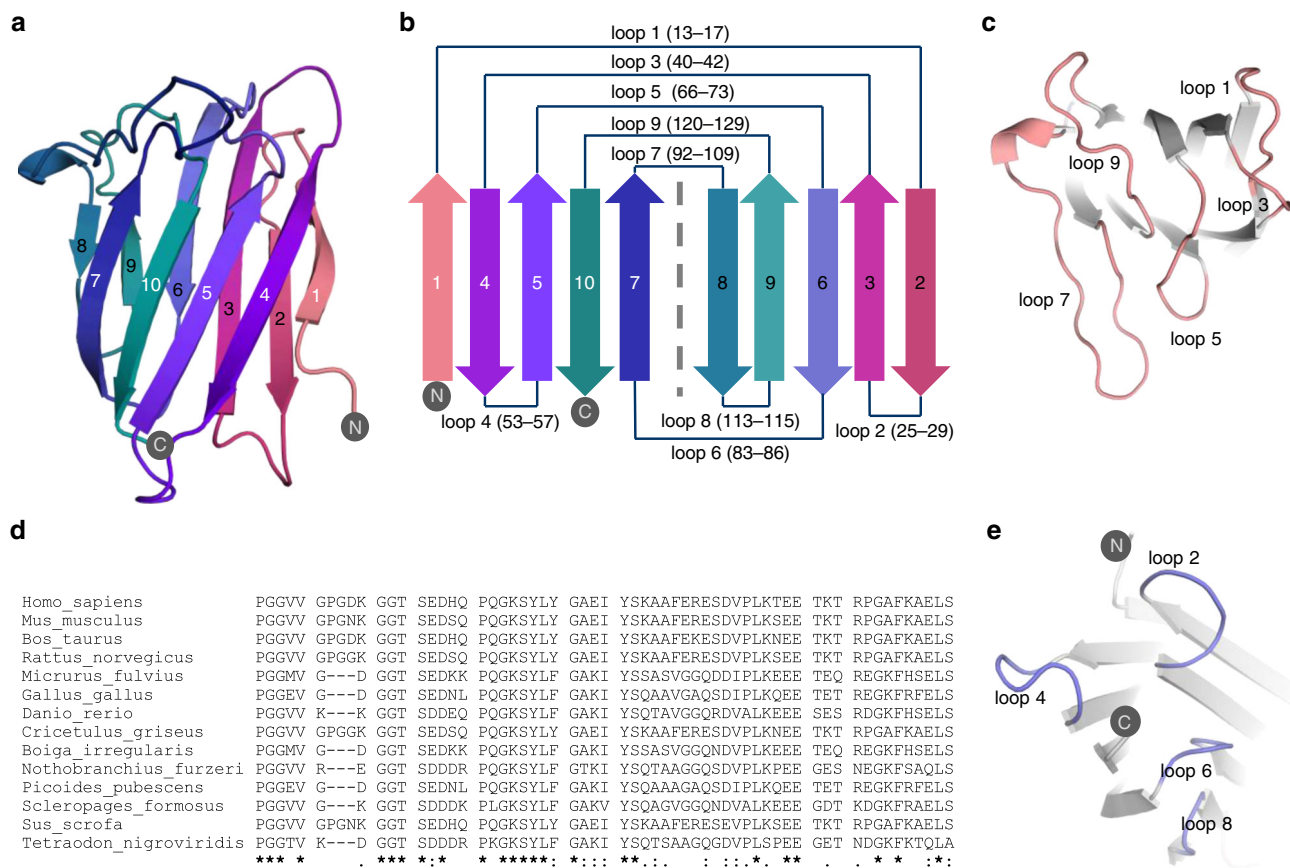 a
8
7
9
10
6
5
3
4
2
1
C
N
b
loop 1 (13–17)
loop 3 (40–42)
loop 5 (66–73)
loop 9 (120–129)
loop 7 (92–109)
1 4 5 10 7 8 9 6 3 2
N
C
loop 4 (53–57)
loop 8 (113–115)
loop 2 (25–29)
loop 6 (83–86)
c
loop 1
loop 9
loop 3
loop 7
loop 5
d
Homo_sapiens PGGVV GPGDK GGT SEDHQ PQGKSYLY GAEI YSKAAFERESDVPLKTEE TKT RPGAFKAELS
Mus_musculus PGGVV GPGNK GGT SEDSQ PQGKSYLY GAEI YSKAAFERESDVPLKNEE TKT RPGAFKAELS
Bos_taurus PGGVV GPGDK GGT SEDHQ PQGKSYLY GAEI YSKAAFEKESDVPLKNEE TKT RPGAFKAELS
Rattus_norvegicus PGGVV GPGGK GGT SEDSQ PQGKSYLY GAEI YSKAAFERESDVPLKSEE TKT RPGAFKAELS
Micrurus_fulvius PGGMV G---D GGT SEDKK PQGKSYLF GAKI YSSASVGGQDDIPLKEEE TEQ REGKFHSELS
Gallus_gallus PGGEV G---D GGT SEDNL PQGKSYLF GAKI YSQAAVGAQSDIPLKQEE TET REGKFRFELS
Danio_rerio PGGVV K---K GGT SDDEQ PQGKSYLF GAKI YSQTAVGGQRDVALKEEE SES RDGKFHSELS
Cricetulus_griseus PGGVV GPGGK GGT SEDSQ PQGKSYLY GAEI YSKAAFERESDVPLKNEE TKT RPGAFKAELS
Boiga_irregularis PGGMV G---D GGT SEDKK PQGKSYLF GAKI YSSASVGGQNDVPLKEEE TEQ REGKFHSELS
Nothobranchius_furzeri PGGVV R---E GGT SDDDR PQGKSYLF GTKI YSQTAAGGQSDVPLKPEE GES NEGKFSAQLS
Picoides_pubescens PGGEV G---D GGT SEDNL PQGKSYLF GAKI YSQAAAGAQSDIPLKQEE TET REGKFRFELS
Scleropages_formosus PGGVV G---K GGT SDDDK PLGKSYLF GAKV YSQAGVGGQNDVALKEEE GDT KDGKFRAELS
Sus_scrofa PGGVV GPGNK GGT SEDHQ PQGKSYLY GAEI YSKAAFERESEVPLKNEE TKT RPGAFKAELS
Tetraodon_nigroviridis PGGTV K---D GGT SDDDR PKGKSYLF GAKI YSQTSAAGQGDVPLSPEE GET NDGKFKTQLA
*** * . *** *:* * *****: *::: **:.. . :::.*. ** . * * :*:
e
N
loop 2
loop 4
C
loop 6
loop 8